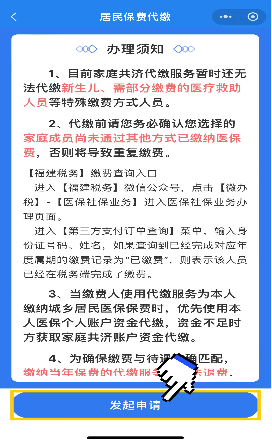 居民保费代缴
办理须知
1、目前家庭共济代缴服务暂时还无
法代缴新生儿、需部分缴费的医疗救助
人员等特殊缴费方式人员。
2、代缴前请您务必确认您选择的
家庭成员尚未通过其他方式已缴纳医保
费，否则将导致重复缴费。
【福建税务】缴费查询入口
进入【福建税务】微信公众号，点击【微办
税】-【医保社保业务】进入医保社保业务办
理页面。
进入【第三方支付订单查询】菜单、输入身
份证号码、姓名，如果查询到已经完成对应年
度属期的缴费记录为“已缴费”，则表示该人员
已经在税务端完成了缴费。
3、当缴费人使用代缴服务为本人
缴纳城乡居民医保保费时，优先使用本
人医保个人账户资金代缴，资金不足时
方获取家庭共济账户资金代缴。
4、为确保缴费与待遇准确匹配，
缴纳当年保费的代缴服务
退费
发起申请